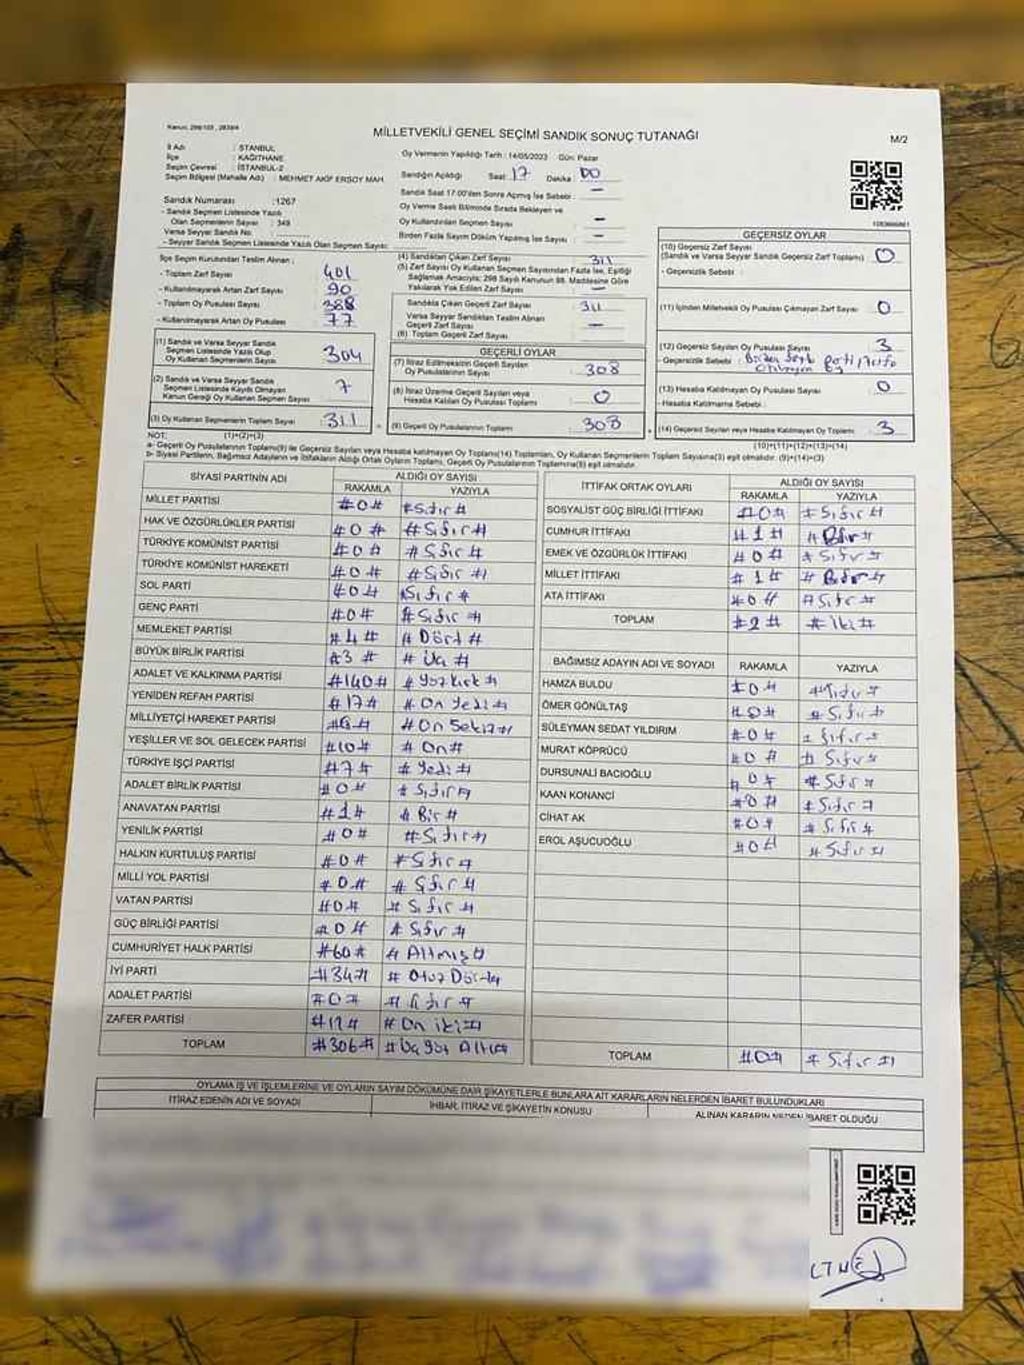 Kanun: 298/105 , 2839/4
MİLLETVEKİLİ GENEL SEÇİMİ SANDIK SONUÇ TUTANAĞI
M/2
İl Adı : İSTANBUL
İlçe : KAĞITHANE
Seçim Çevresi : İSTANBUL-2
Seçim Bölgesi (Mahalle Adı) : MEHMET AKİF ERSOY MAH.
Sandık Numarası :1267
- Sandık Seçmen Listesinde Yazılı
Olan Seçmenlerin Sayısı : 349
Varsa Seyyar Sandık No :
- Seyyar Sandık Seçmen Listesinde Yazılı Olan Seçmen Sayısı:
Oy Vermenin Yapıldığı Tarih : 14/05/2023 Gün: Pazar
Sandığın Açıldığı Saat: 17 Dakika : 00
Sandık Saat 17:00'den Sonra Açılmış İse Sebebi : —
Oy Verme Saati Bitiminde Sırada Bekleyen ve
Oy Kullandırılan Seçmen Sayısı : —
Birden Fazla Sayım Döküm Yapılmış İse Sayısı : —
İlçe Seçim Kurulundan Teslim Alınan :
- Toplam Zarf Sayısı : 401
- Kullanılmayarak Artan Zarf Sayısı : 90
- Toplam Oy Pusulası Sayısı : 388
- Kullanılmayarak Artan Oy Pusulası : 77
(1) Sandık ve Varsa Seyyar Sandık
Seçmen Listesinde Yazılı Olup
Oy Kullanan Seçmenlerin Sayısı : 304
(2) Sandık ve Varsa Seyyar Sandık
Seçmen Listesinde Kayıtlı Olmayan
Kanun Gereği Oy Kullanan Seçmen Sayısı : 7
(3) Oy Kullanan Seçmenlerin Toplam Sayısı : 311
(1)+(2)=(3)
(4) Sandıktan Çıkan Zarf Sayısı : 311
(5) Zarf Sayısı Oy Kullanan Seçmen Sayısından Fazla İse, Eşitliği
Sağlamak Amacıyla; 298 Sayılı Kanunun 98. Maddesine Göre
Yakılarak Yok Edilen Zarf Sayısı : —
Sandıkta Çıkan Geçerli Zarf Sayısı : 311
Varsa Seyyar Sandıktan Teslim Alınan
Geçerli Zarf Sayısı : —
(6) Toplam Geçerli Zarf Sayısı :
GEÇERLİ OYLAR
(7) İtiraz Edilmeksizin Geçerli Sayılan
Oy Pusulalarının Sayısı : 308
(8) İtiraz Üzerine Geçerli Sayılan veya
Hesaba Katılan Oy Pusulası Toplamı : 0
(9) Geçerli Oy Pusulalarının Toplamı : 308
GEÇERSİZ OYLAR
(10) Geçersiz Zarf Sayısı
(Sandık ve Varsa Seyyar Sandık Geçersiz Zarf Toplamı) : 0
- Geçersizlik Sebebi :
(11) İçinden Milletvekili Oy Pusulası Çıkmayan Zarf Sayısı : 0
(12) Geçersiz Sayılan Oy Pusulası Sayısı : 3
- Geçersizlik Sebebi :
(13) Hesaba Katılmayan Oy Pusulası Sayısı : 0
- Hesaba Katılmama Sebebi :
(14) Geçersiz Sayılan veya Hesaba Katılmayan Oy Toplamı : 3
(10)+(11)+(12)+(13)=(14)
NOT:
a- Geçerli Oy Pusulalarının Toplamı(9) ile Geçersiz Sayılan veya Hesaba katılmayan Oy Toplamı(14) Toplamları, Oy Kullanan Seçmenlerin Toplam Sayısına(3) eşit olmalıdır. (9)+(14)=(3)
b- Siyasi Partilerin, Bağımsız Adayların ve İttifakların Aldığı Ortak Oyların Toplamı, Geçerli Oy Pusulalarının Toplamına(9) eşit olmalıdır.
SİYASİ PARTİNİN ADI ALDIĞI OY SAYISI
RAKAMLA YAZIYLA
MİLLET PARTİSİ #0# #Sıfır#
HAK VE ÖZGÜRLÜKLER PARTİSİ #0# #Sıfır#
TÜRKİYE KOMÜNİST PARTİSİ #0# #Sıfır#
TÜRKİYE KOMÜNİST HAREKETİ #0# #Sıfır#
SOL PARTİ #0# #Sıfır#
GENÇ PARTİ #0# #Sıfır#
MEMLEKET PARTİSİ #4# #Dört#
BÜYÜK BİRLİK PARTİSİ #3# #Üç#
ADALET VE KALKINMA PARTİSİ #140# #Yüz Kırk#
YENİDEN REFAH PARTİSİ #17# #On Yedi#
MİLLİYETÇİ HAREKET PARTİSİ #On Sekiz#
YEŞİLLER VE SOL GELECEK PARTİSİ #10# #On#
TÜRKİYE İŞÇİ PARTİSİ #7# #Yedi#
ADALET BİRLİK PARTİSİ #0# #Sıfır#
ANAVATAN PARTİSİ #1# #Bir#
YENİLİK PARTİSİ #0# #Sıfır#
HALKIN KURTULUŞ PARTİSİ #0# #Sıfır#
MİLLİ YOL PARTİSİ #0# #Sıfır#
VATAN PARTİSİ #0# #Sıfır#
GÜÇ BİRLİĞİ PARTİSİ #0# #Sıfır#
CUMHURİYET HALK PARTİSİ #60# #Altmış#
İYİ PARTİ #34# #Otuz Dört#
ADALET PARTİSİ #0# #Sıfır#
ZAFER PARTİSİ #12# #On iki#
TOPLAM #306# #Üçyüz Altı#
İTTİFAK ORTAK OYLARI ALDIĞI OY SAYISI
RAKAMLA YAZIYLA
SOSYALİST GÜÇ BİRLİĞİ İTTİFAKI #0# #Sıfır#
CUMHUR İTTİFAKI #1# #Bir#
EMEK VE ÖZGÜRLÜK İTTİFAKI #0# #Sıfır#
MİLLET İTTİFAKI #1# #Bir#
ATA İTTİFAKI #0# #Sıfır#
TOPLAM #2# #İki#
BAĞIMSIZ ADAYIN ADI VE SOYADI RAKAMLA YAZIYLA
HAMZA BULDU #0# #Sıfır#
ÖMER GÖNÜLTAŞ #0# #Sıfır#
SÜLEYMAN SEDAT YILDIRIM #0# #Sıfır#
MURAT KÖPRÜCÜ #0# #Sıfır#
DURSUNALİ BACIOĞLU #0# #Sıfır#
KAAN KONANCI #0# #Sıfır#
CİHAT AK #0# #Sıfır#
EROL AŞUCUOĞLU #0# #Sıfır#
TOPLAM #0# #Sıfır#
OYLAMA İŞ VE İŞLEMLERİNE VE OYLARIN SAYIM DÖKÜMÜNE DAİR ŞİKAYETLERLE BUNLARA AİT KARARLARIN NELERDEN İBARET BULUNDUKLARI
İTİRAZ EDENİN ADI VE SOYADI İHBAR, İTİRAZ VE ŞİKAYETİN KONUSU ALINAN KARARIN NEDEN İBARET OLDUĞU